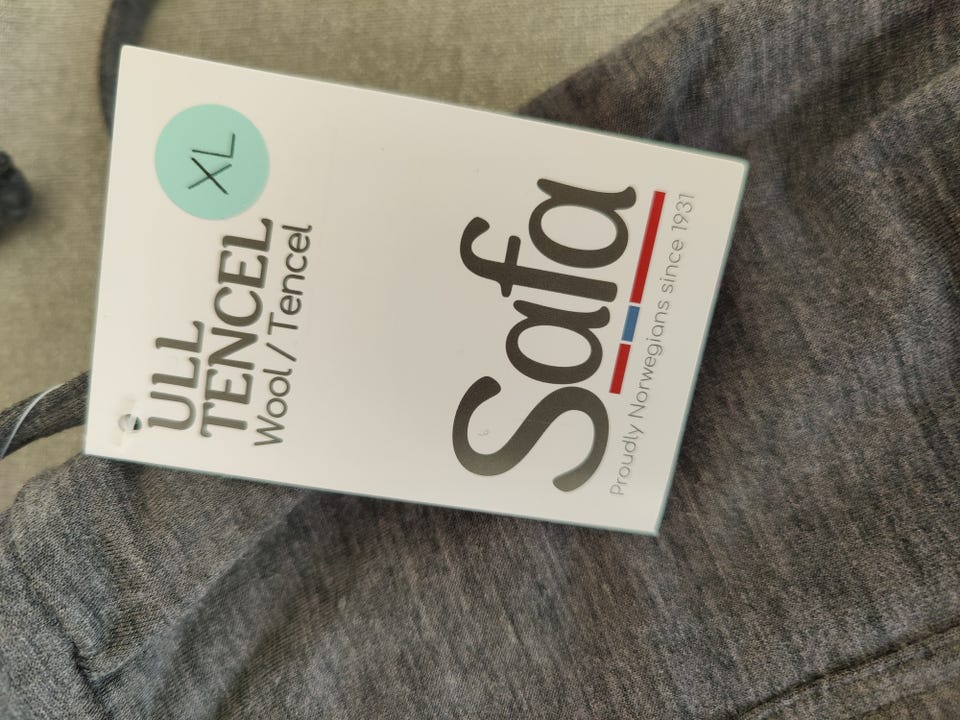 XL
ULL
TENCEL
Wool / Tencel
Safa
Proudly Norwegians since 1931